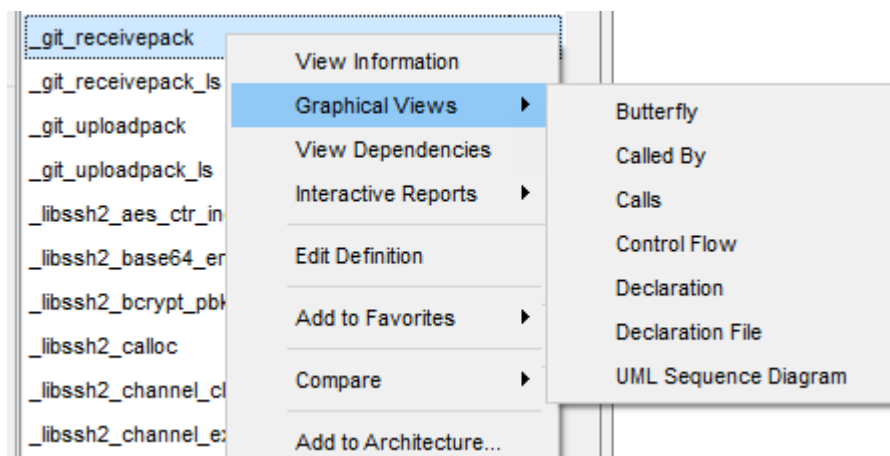 _git_receivepack
_git_receivepack_ls
_git_uploadpack
_git_uploadpack_ls
_libssh2_aes_ctr_in
_libssh2_base64_er
_libssh2_bcrypt_pbk
_libssh2_calloc
_libssh2_channel_cl
_libssh2_channel_ex
View Information
Graphical Views
View Dependencies
Interactive Reports
Edit Definition
Add to Favorites
Compare
Add to Architecture...
Butterfly
Called By
Calls
Control Flow
Declaration
Declaration File
UML Sequence Diagram